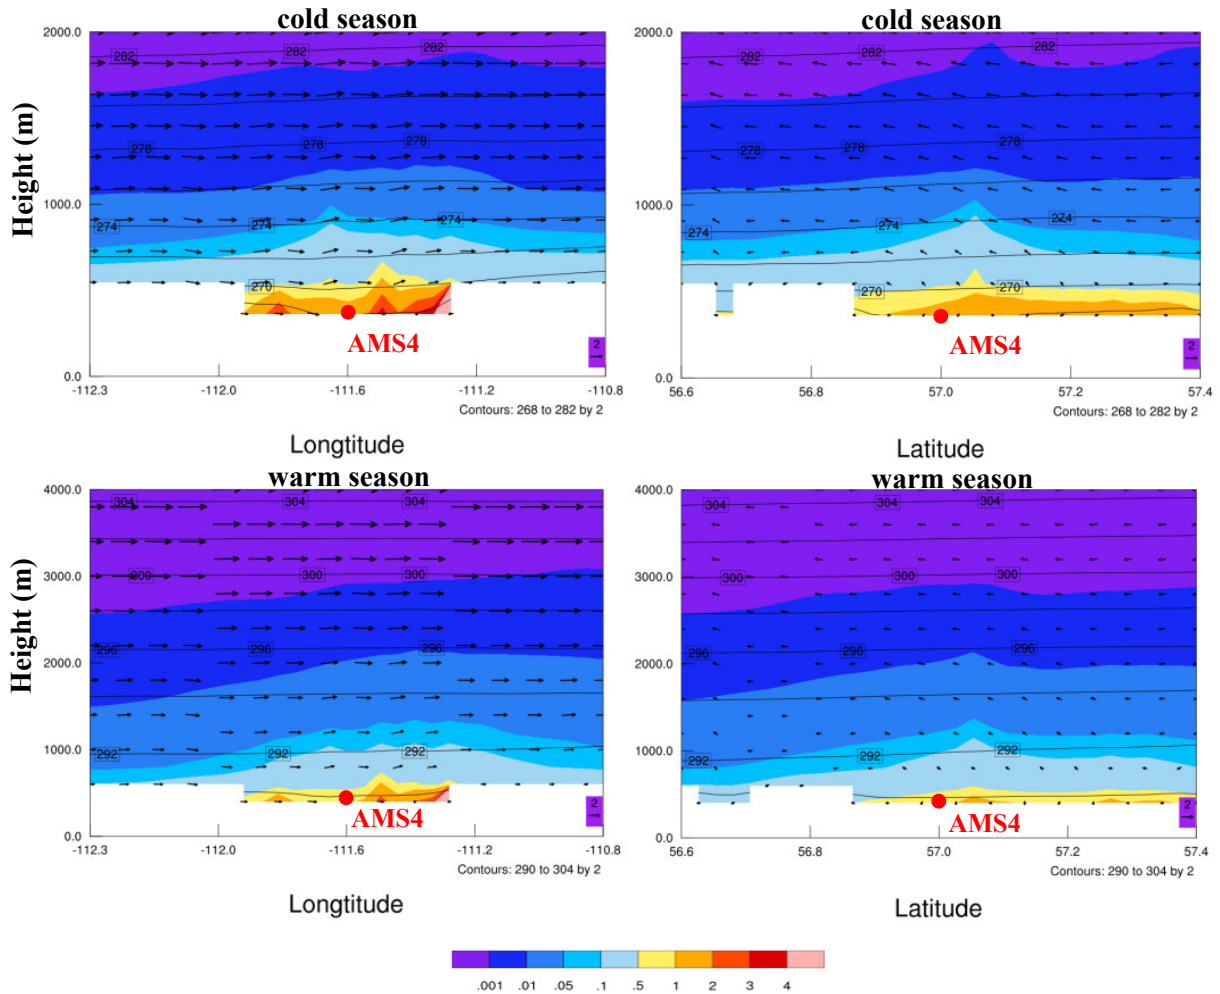 cold season
cold season
2000.0
1000.0
0.0
Height (m)
282 282 282
278 278 278
274 274 274
270
AMS4
2
-112.3 -112.0 -111.6 -111.2 -110.8
Contours: 268 to 282 by 2
Longtitude
2000.0
1000.0
0.0
282 282
278 278 278
274 274 274
270 270
AMS4
2
56.6 56.8 57.0 57.2 57.4
Contours: 268 to 282 by 2
Latitude
warm season
warm season
4000.0
3000.0
2000.0
1000.0
0.0
Height (m)
304 304 304
300 300 300
296 296 296
292 292 292
AMS4
2
-112.3 -112.0 -111.6 -111.2 -110.8
Contours: 290 to 304 by 2
Longtitude
4000.0
3000.0
2000.0
1000.0
0.0
304 304 304
300 300 300
296 296 296
292 292 292
AMS4
2
56.6 56.8 57.0 57.2 57.4
Contours: 290 to 304 by 2
Latitude
.001 .01 .05 .1 .5 1 2 3 4